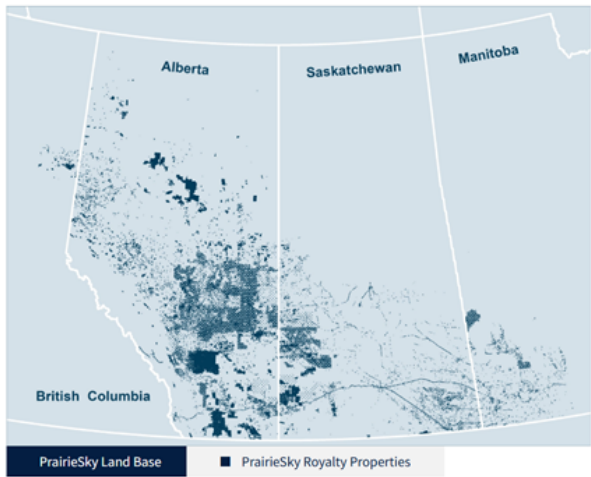 Alberta
Saskatchewan
Manitoba
British Columbia
PrairieSky Land Base
PrairieSky Royalty Properties